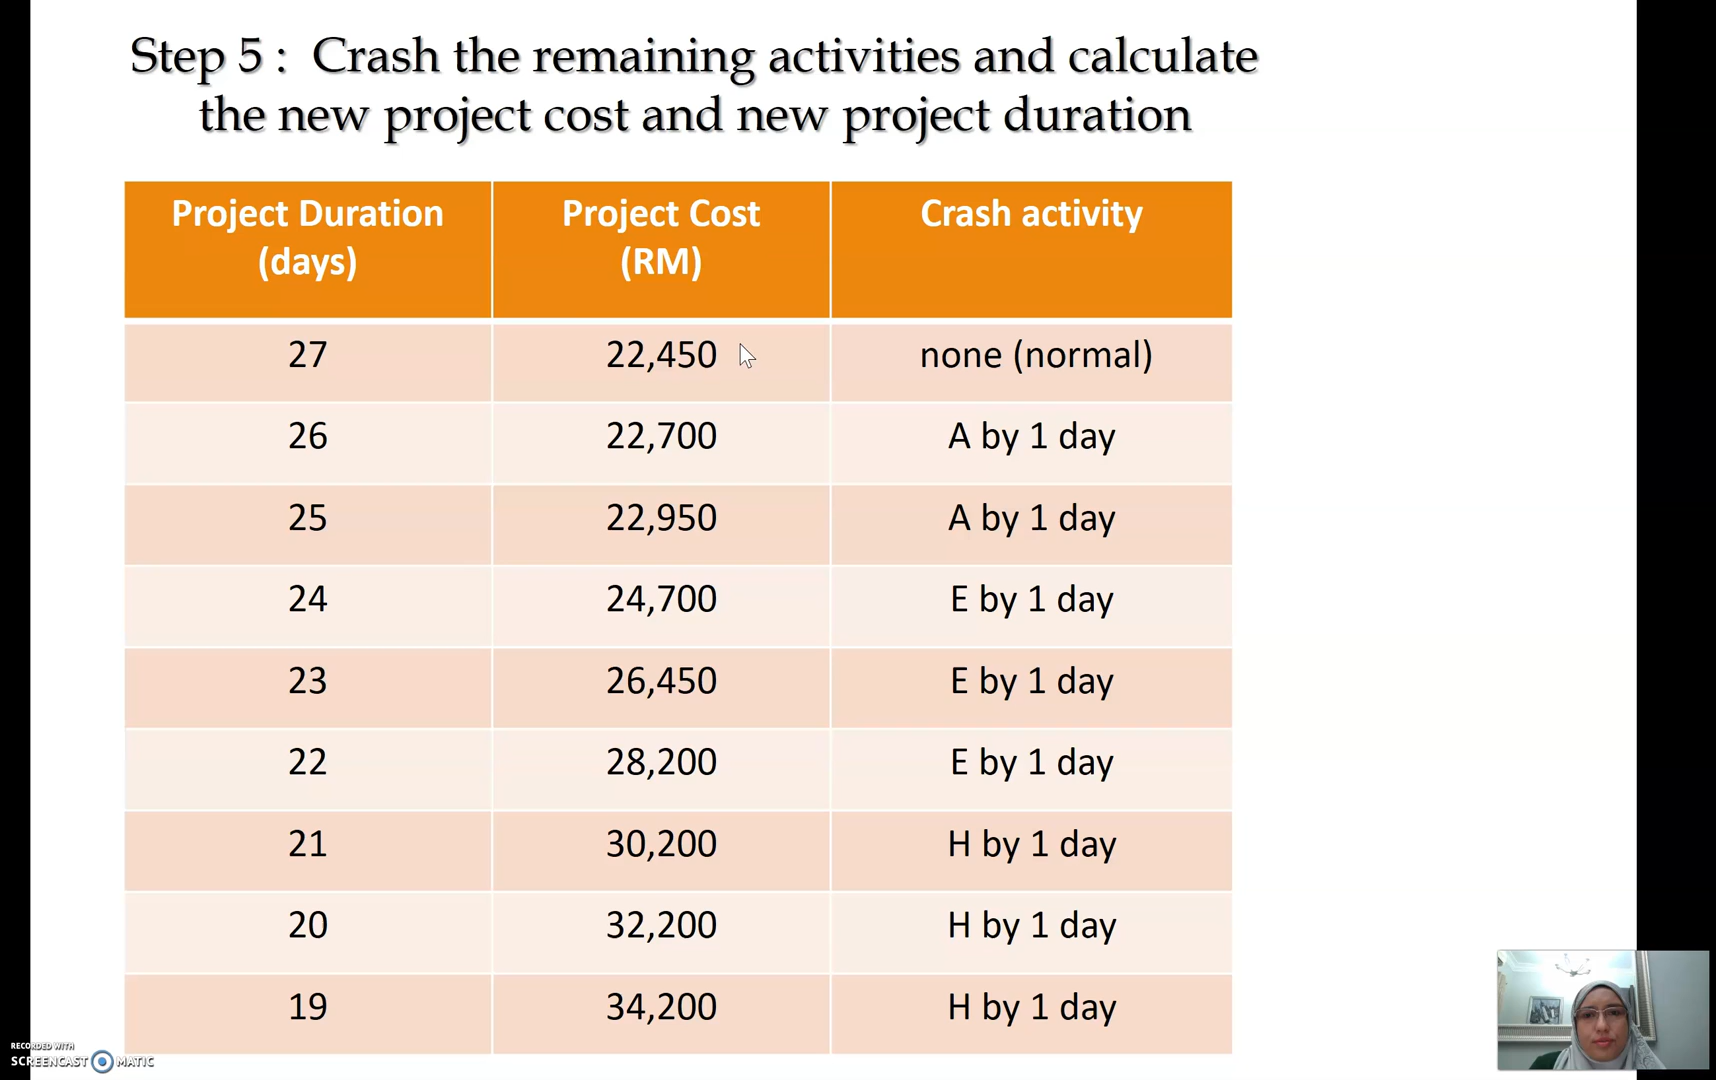 Step 5 :  Crash the remaining activities and calculate
the new project cost and new project duration
Project Duration (days) Project Cost (RM) Crash activity
27 22,450 none (normal)
26 22,700 A by 1 day
25 22,950 A by 1 day
24 24,700 E by 1 day
23 26,450 E by 1 day
22 28,200 E by 1 day
21 30,200 H by 1 day
20 32,200 H by 1 day
19 34,200 H by 1 day
RECORDED WITH
SCREENCAST MATIC